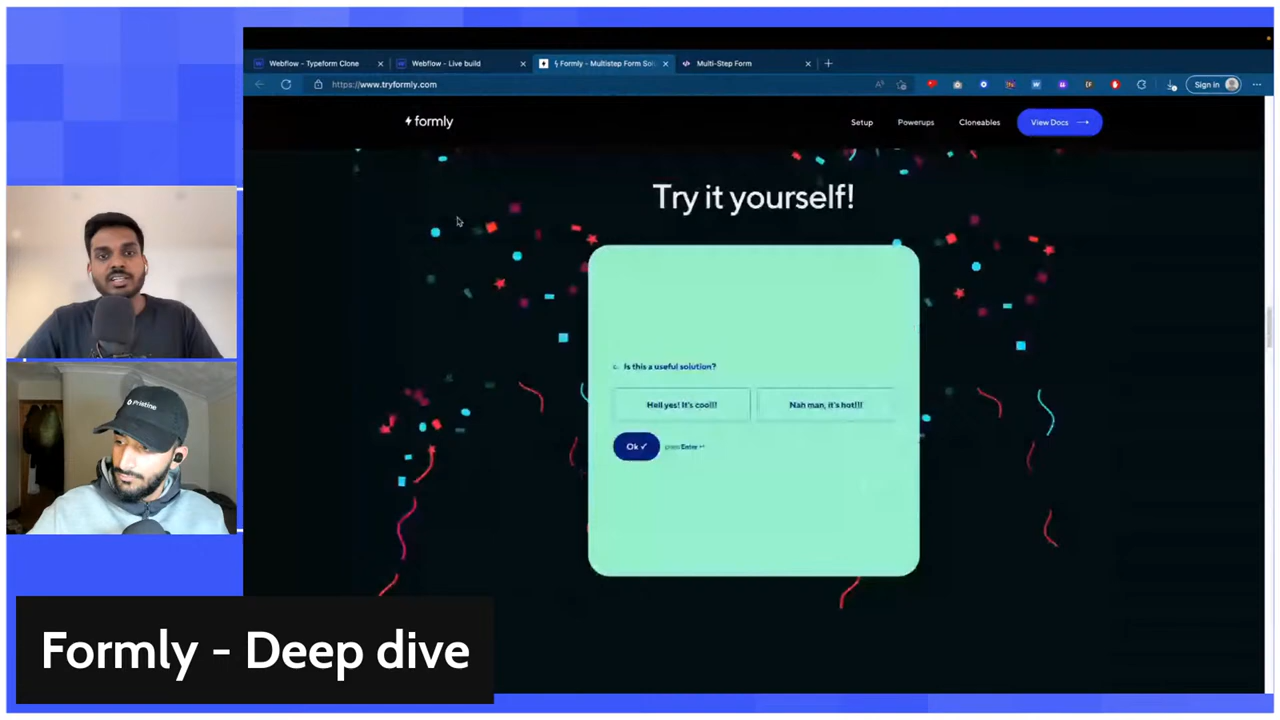 Webflow - Typeform Clone
Webflow - Live build
Formly - Multistep Form Sol
Multi-Step Form
https://www.tryformly.com
Sign in
formly
Setup
Powerups
Cloneables
View Docs
Try it yourself!
Is this a useful solution?
Hell yes! It's cool!!
Nah man, it's hot!!!
Ok ✓
press Enter ↵
Pristine
Formly - Deep dive